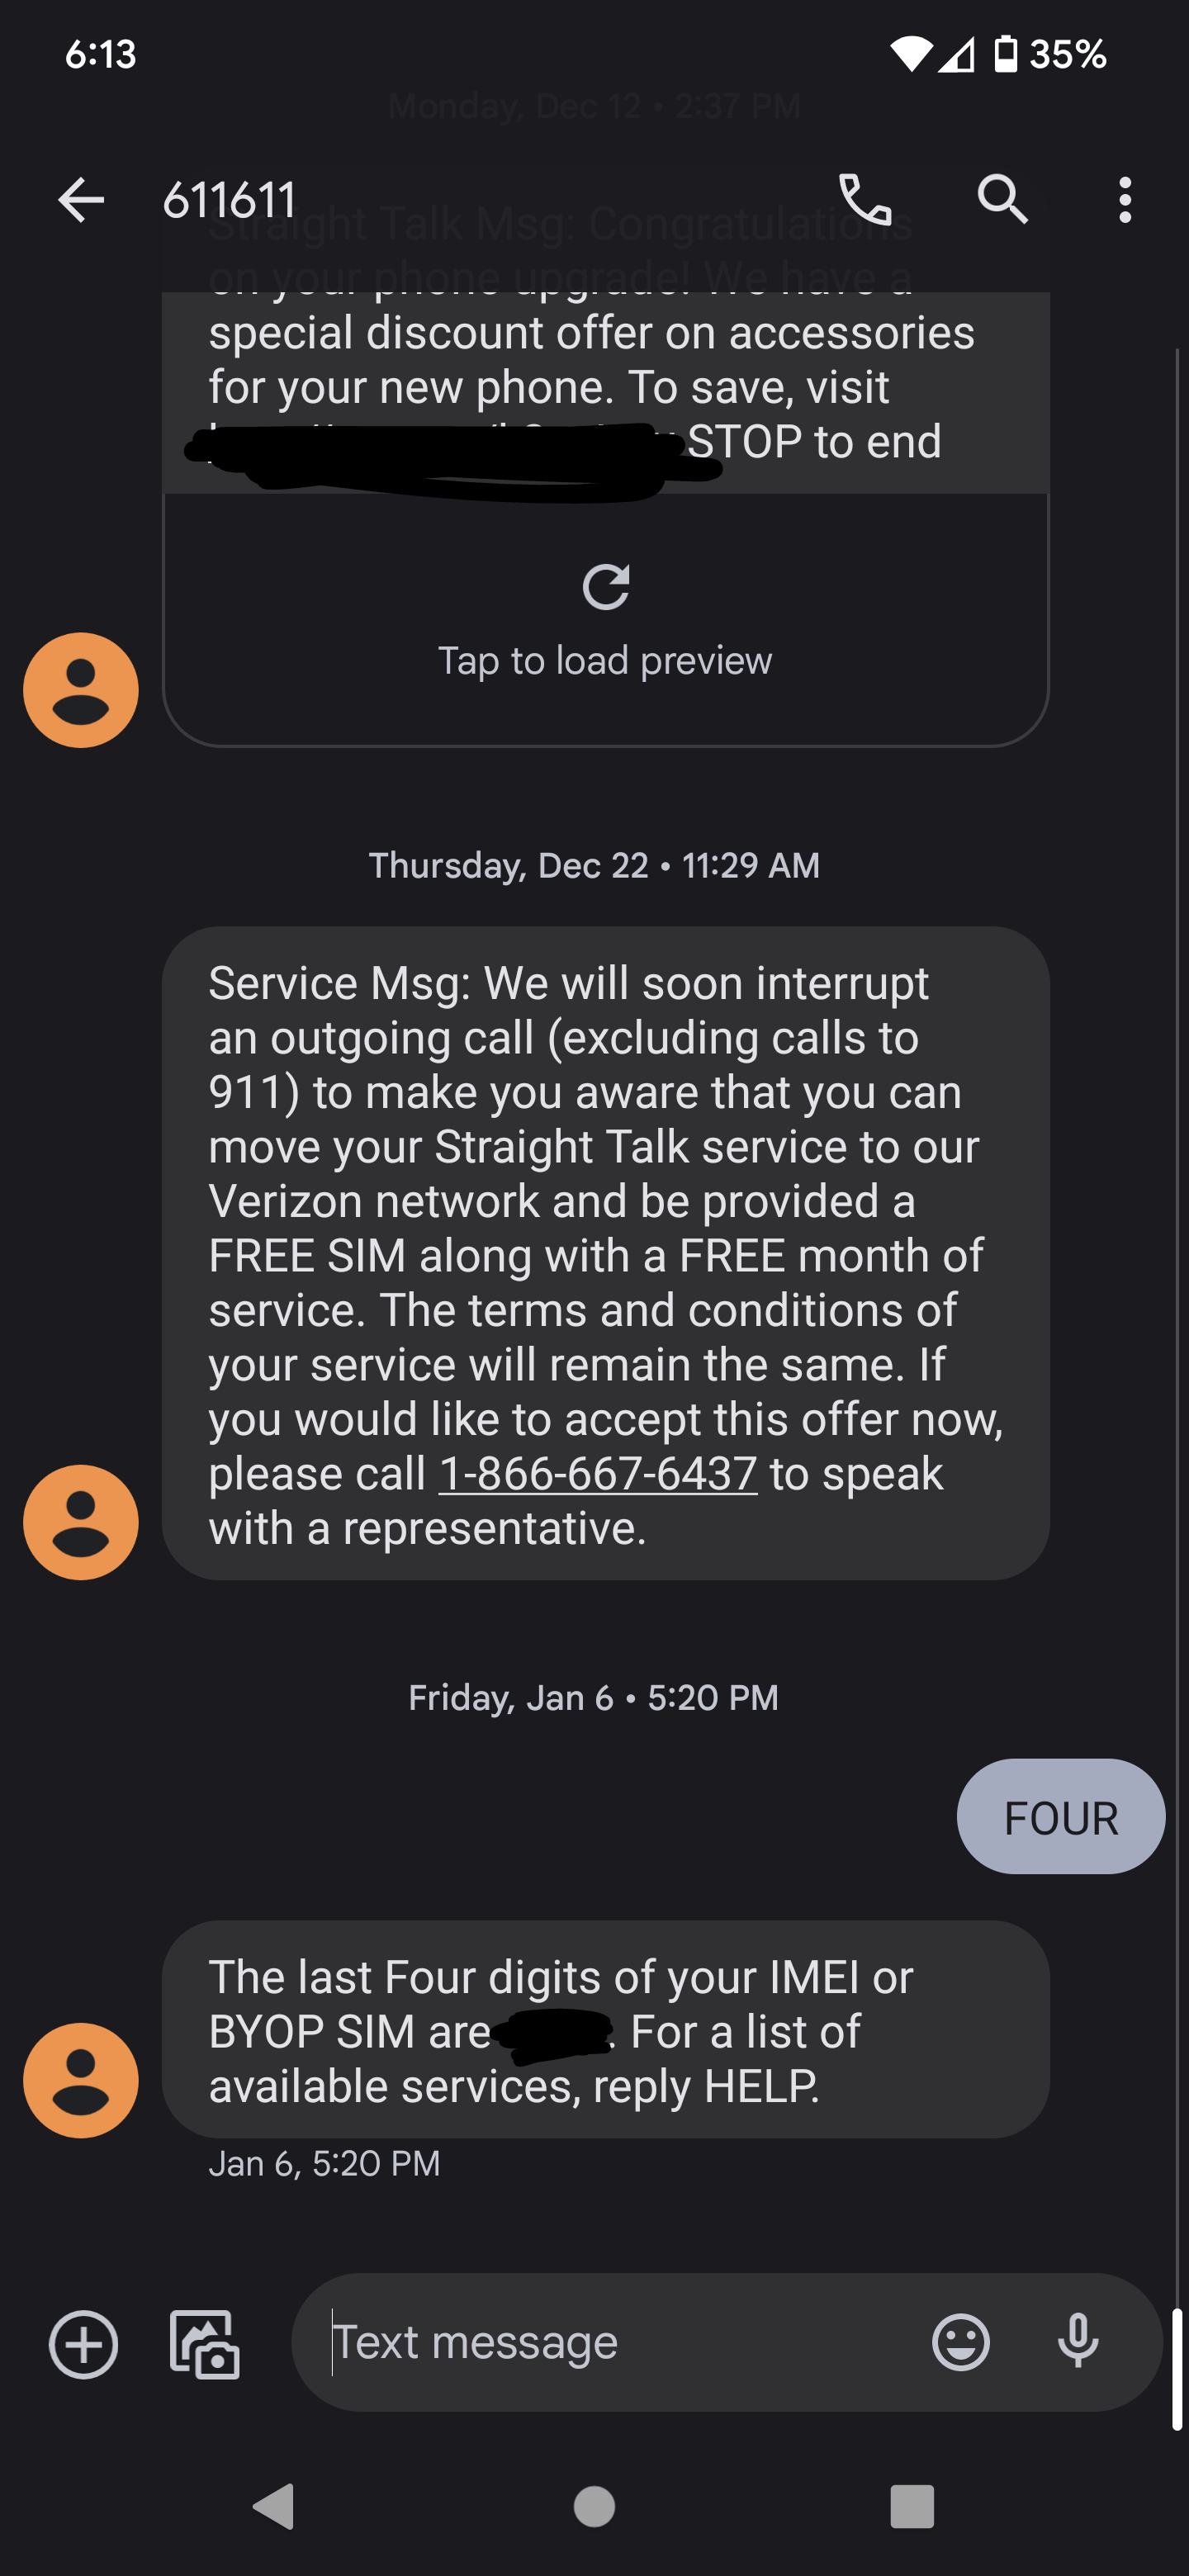 6:13
35%
Monday, Dec 12 • 2:37 PM
611611
Straight Talk Msg: Congratulations
on your phone upgrade! We have a
special discount offer on accessories
for your new phone. To save, visit
STOP to end
Tap to load preview
Thursday, Dec 22 • 11:29 AM
Service Msg: We will soon interrupt
an outgoing call (excluding calls to
911) to make you aware that you can
move your Straight Talk service to our
Verizon network and be provided a
FREE SIM along with a FREE month of
service. The terms and conditions of
your service will remain the same. If
you would like to accept this offer now,
please call 1-866-667-6437 to speak
with a representative.
Friday, Jan 6 • 5:20 PM
FOUR
The last Four digits of your IMEI or
BYOP SIM are . For a list of
available services, reply HELP.
Jan 6, 5:20 PM
Text message